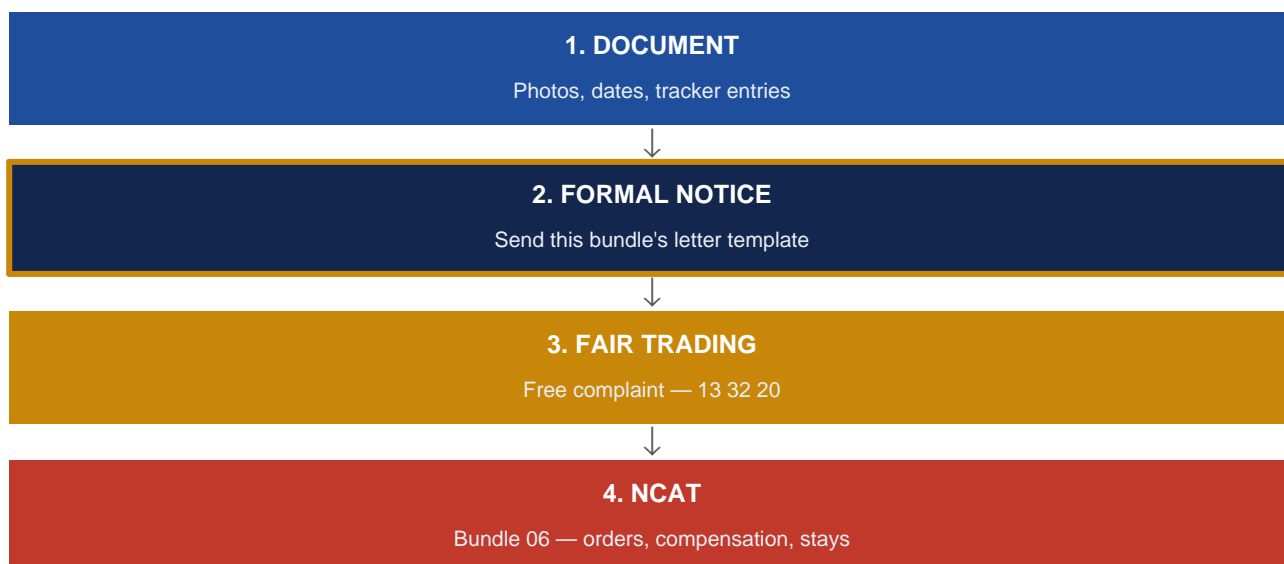 1. DOCUMENT
Photos, dates, tracker entries
2. FORMAL NOTICE
Send this bundle's letter template
3. FAIR TRADING
Free complaint — 13 32 20
4. NCAT
Bundle 06 — orders, compensation, stays